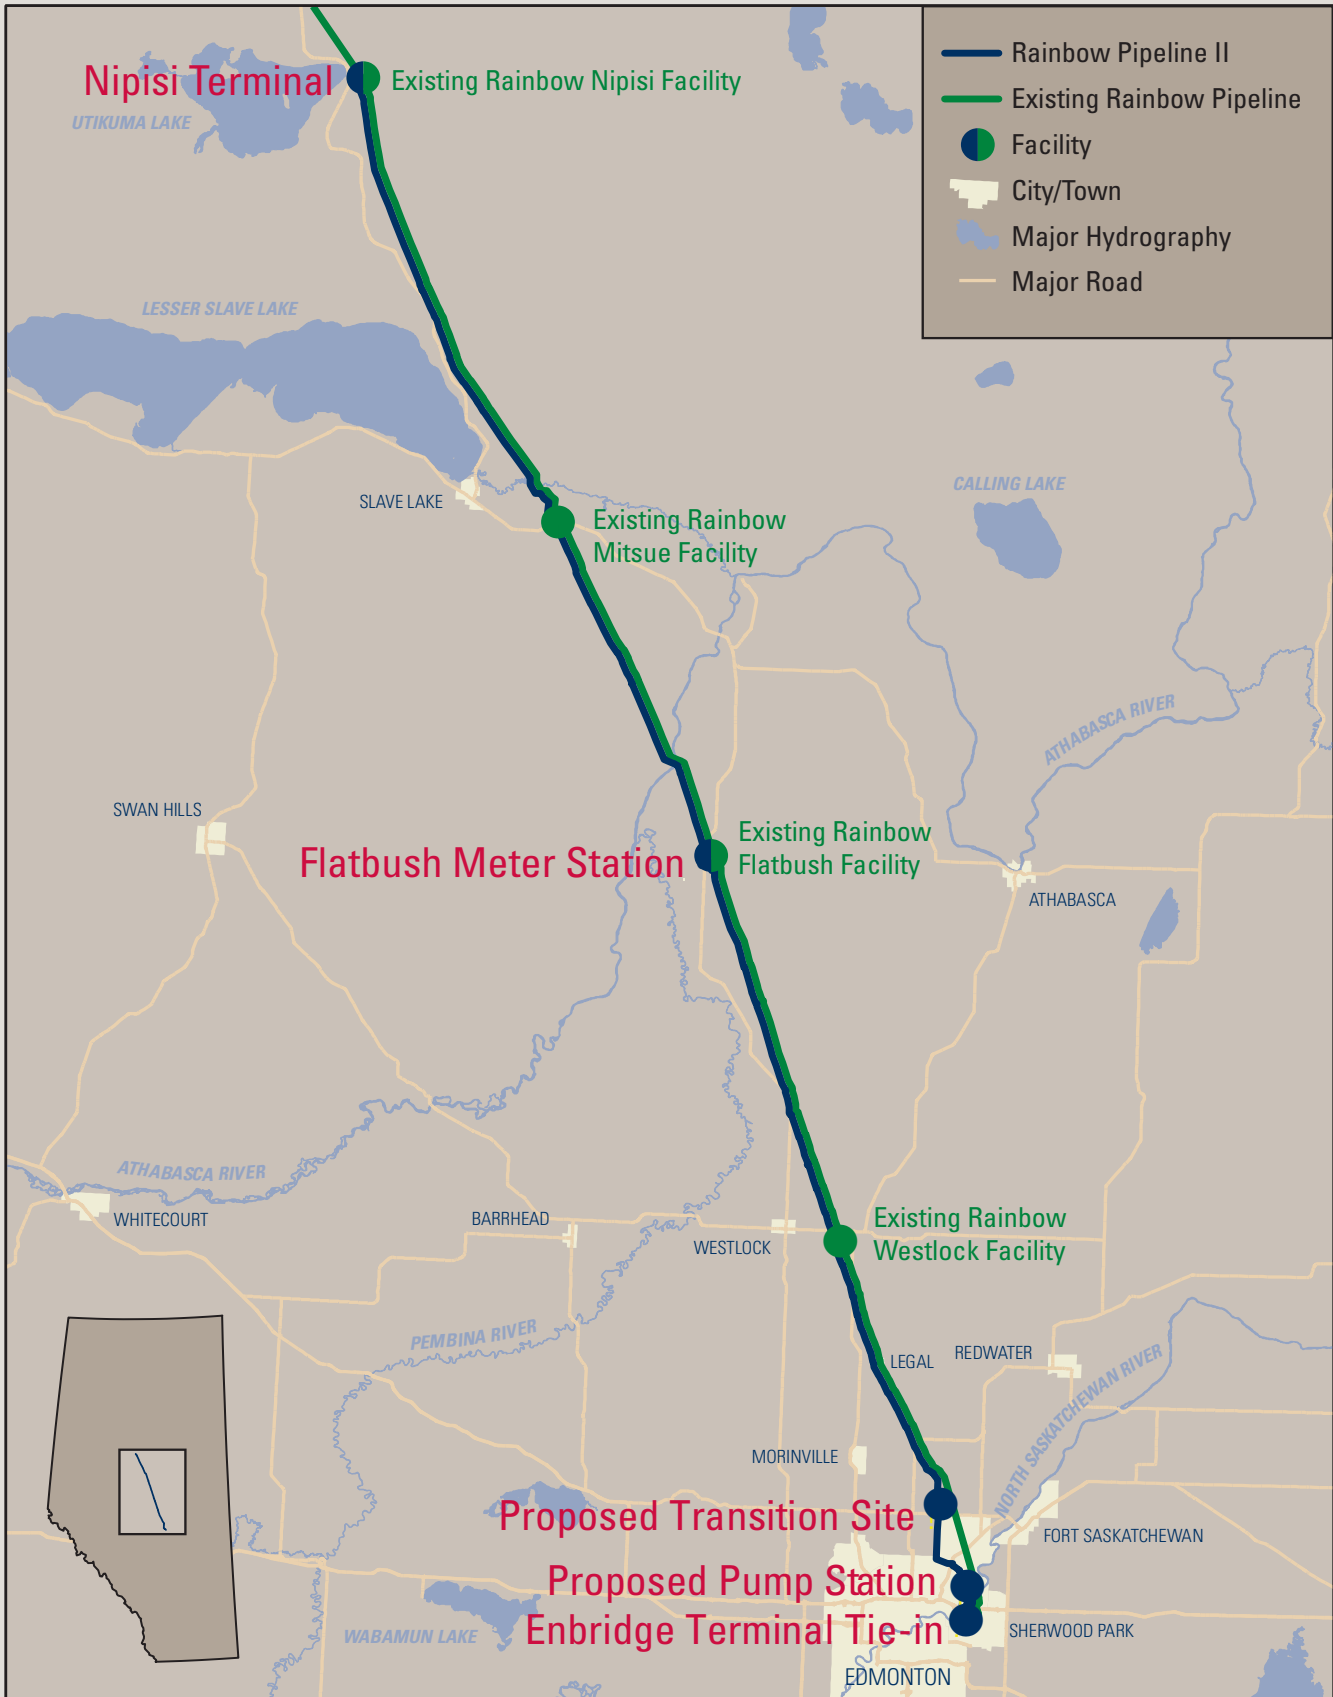 Rainbow Pipeline II
Existing Rainbow Pipeline
Facility
City/Town
Major Hydrography
Major Road
Nipisi Terminal
Existing Rainbow Nipisi Facility
UTIKUMA LAKE
LESSER SLAVE LAKE
SLAVE LAKE
CALLING LAKE
Existing Rainbow
Mitsue Facility
ATHABASCA RIVER
SWAN HILLS
Flatbush Meter Station
Existing Rainbow
Flatbush Facility
ATHABASCA
ATHABASCA RIVER
WHITECOURT
BARRHEAD
WESTLOCK
Existing Rainbow
Westlock Facility
PEMBINA RIVER
LEGAL
REDWATER
NORTH SASKATCHEWAN RIVER
MORINVILLE
Proposed Transition Site
FORT SASKATCHEWAN
Proposed Pump Station
Enbridge Terminal Tie-in
WABAMUN LAKE
SHERWOOD PARK
EDMONTON